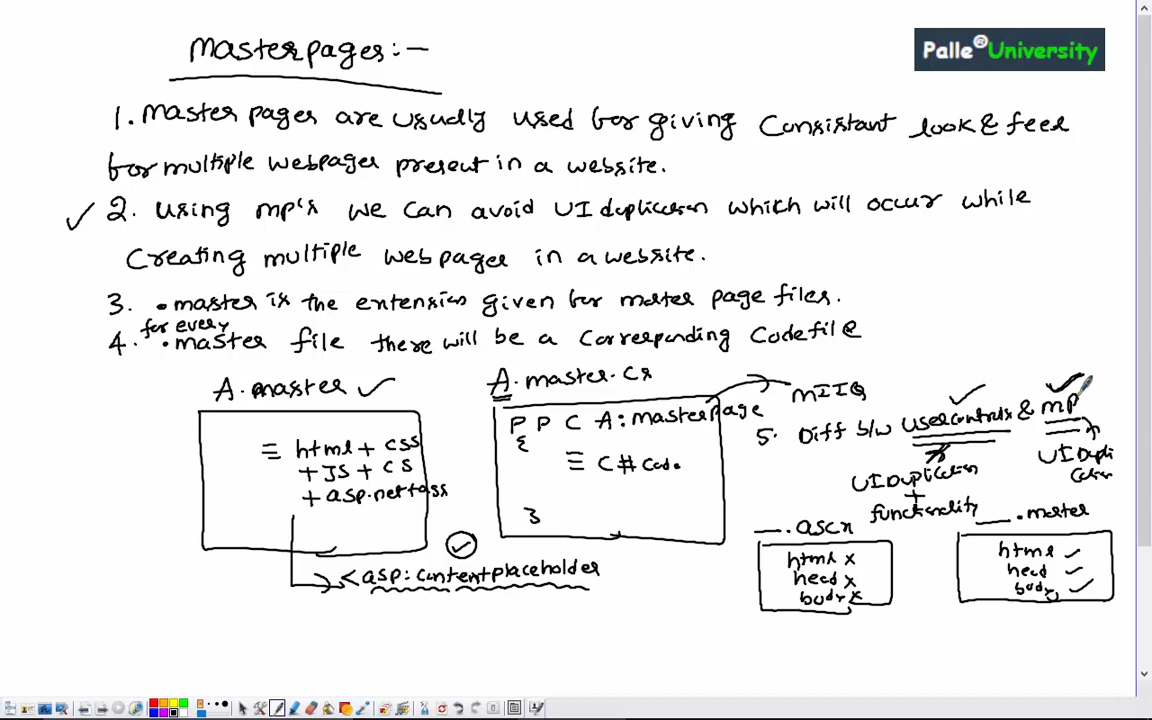 Masterpages:-
Palle® University
1. Master pages are usually used for giving Consistant look & feel
for multiple webpages present in a website.
2. Using mp's we can avoid UI duplication which will occur while
Creating multiple webpages in a website.
3. .master is the extension given for master page files.
for every
4. .master file there will be a Corresponding Codefile
A.master
A.master.cs
html + css
+ JS + CS
+ asp.net
<asp:contentplaceholder
P P C A: masterpage
{
C# Code
}
MIIQ
5. Diff b/w Usercontrols & mp
UIDuplication
+
functionality
UIDuplication
.ascx
html x
head x
body x
.master
html ✓
head ✓
body ✓